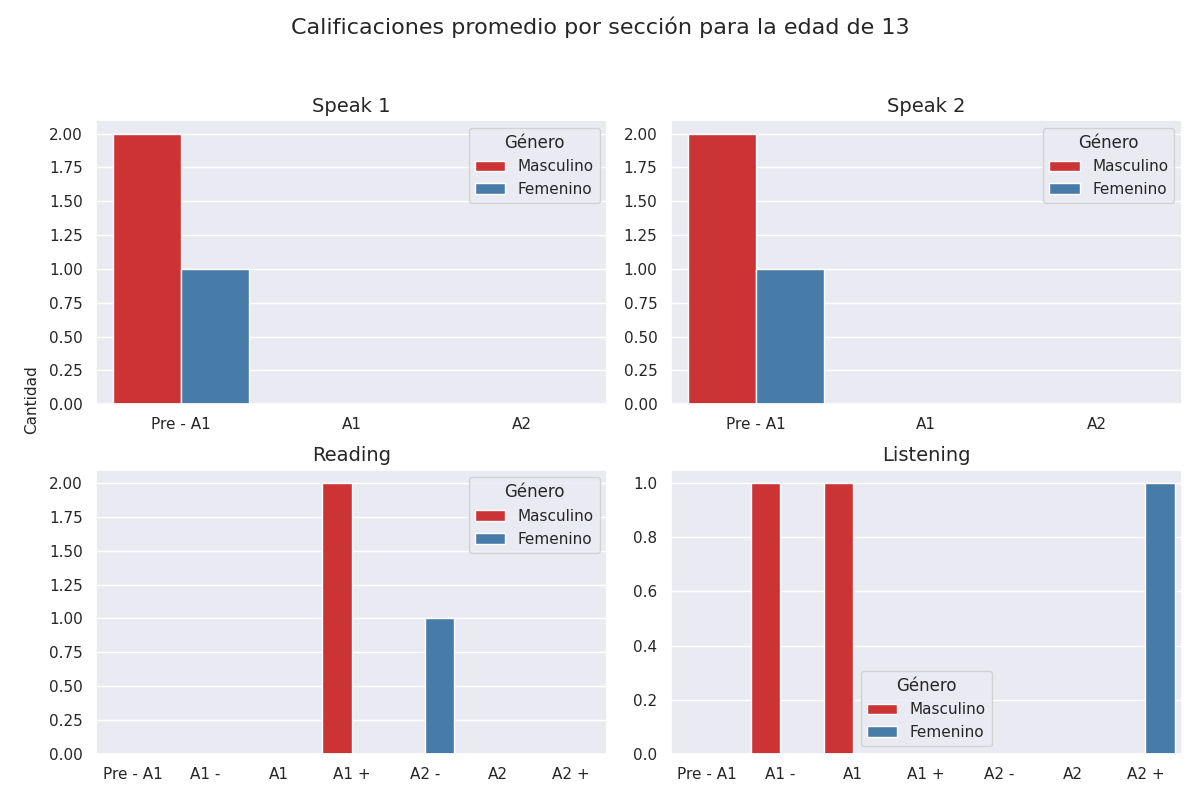 Calificaciones promedio por sección para la edad de 13
Speak 1
2.00
1.75
1.50
1.25
1.00
0.75
0.50
0.25
0.00
Género
Masculino
Femenino
Pre - A1 A1 A2
Speak 2
2.00
1.75
1.50
1.25
1.00
0.75
0.50
0.25
0.00
Género
Masculino
Femenino
Pre - A1 A1 A2
Cantidad
Reading
2.00
1.75
1.50
1.25
1.00
0.75
0.50
0.25
0.00
Género
Masculino
Femenino
Pre - A1 A1 - A1 A1 + A2 - A2 A2 +
Listening
1.0
0.8
0.6
0.4
0.2
0.0
Género
Masculino
Femenino
Pre - A1 A1 - A1 A1 + A2 - A2 A2 +